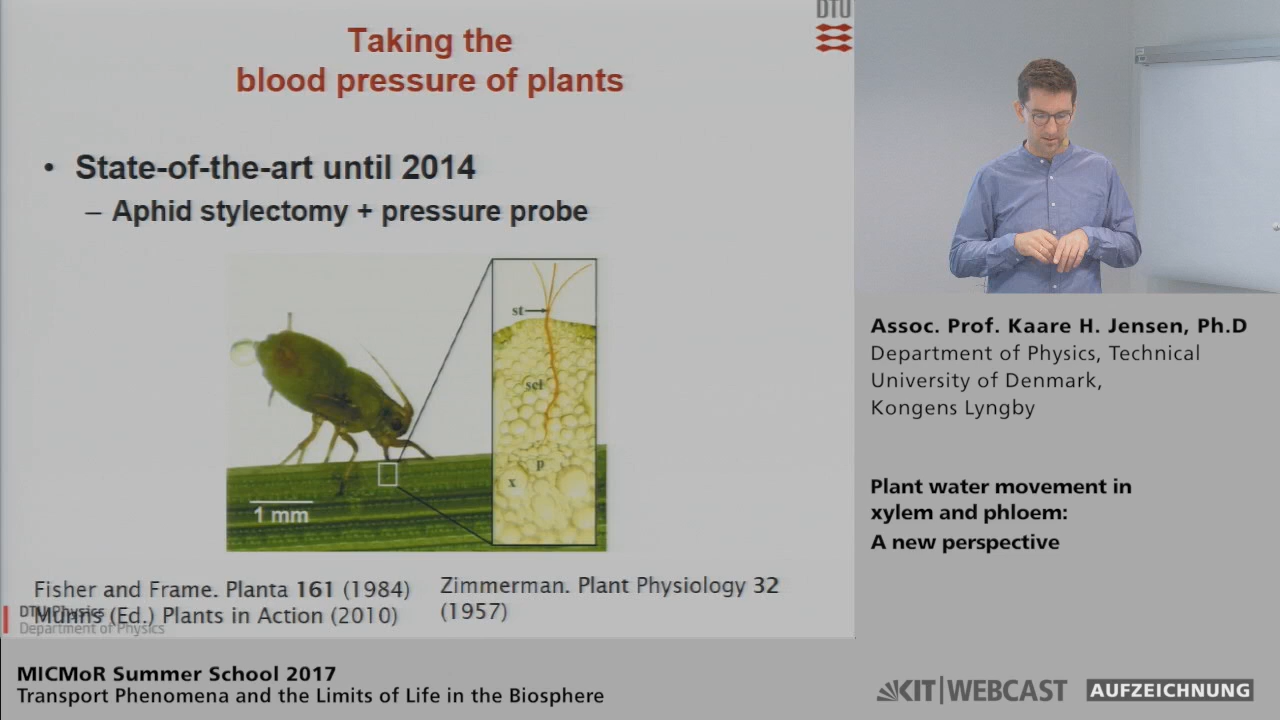 Taking the
blood pressure of plants
DTU
• State-of-the-art until 2014
– Aphid stylectomy + pressure probe
st
scl
p
x
1 mm
Fisher and Frame. Planta 161 (1984)
Munns (Ed.) Plants in Action (2010)
Zimmerman. Plant Physiology 32
(1957)
DTU Physics
Department of Physics
Assoc. Prof. Kaare H. Jensen, Ph.D
Department of Physics, Technical
University of Denmark,
Kongens Lyngby
Plant water movement in
xylem and phloem:
A new perspective
MICMoR Summer School 2017
Transport Phenomena and the Limits of Life in the Biosphere
KIT|WEBCAST
AUFZEICHNUNG